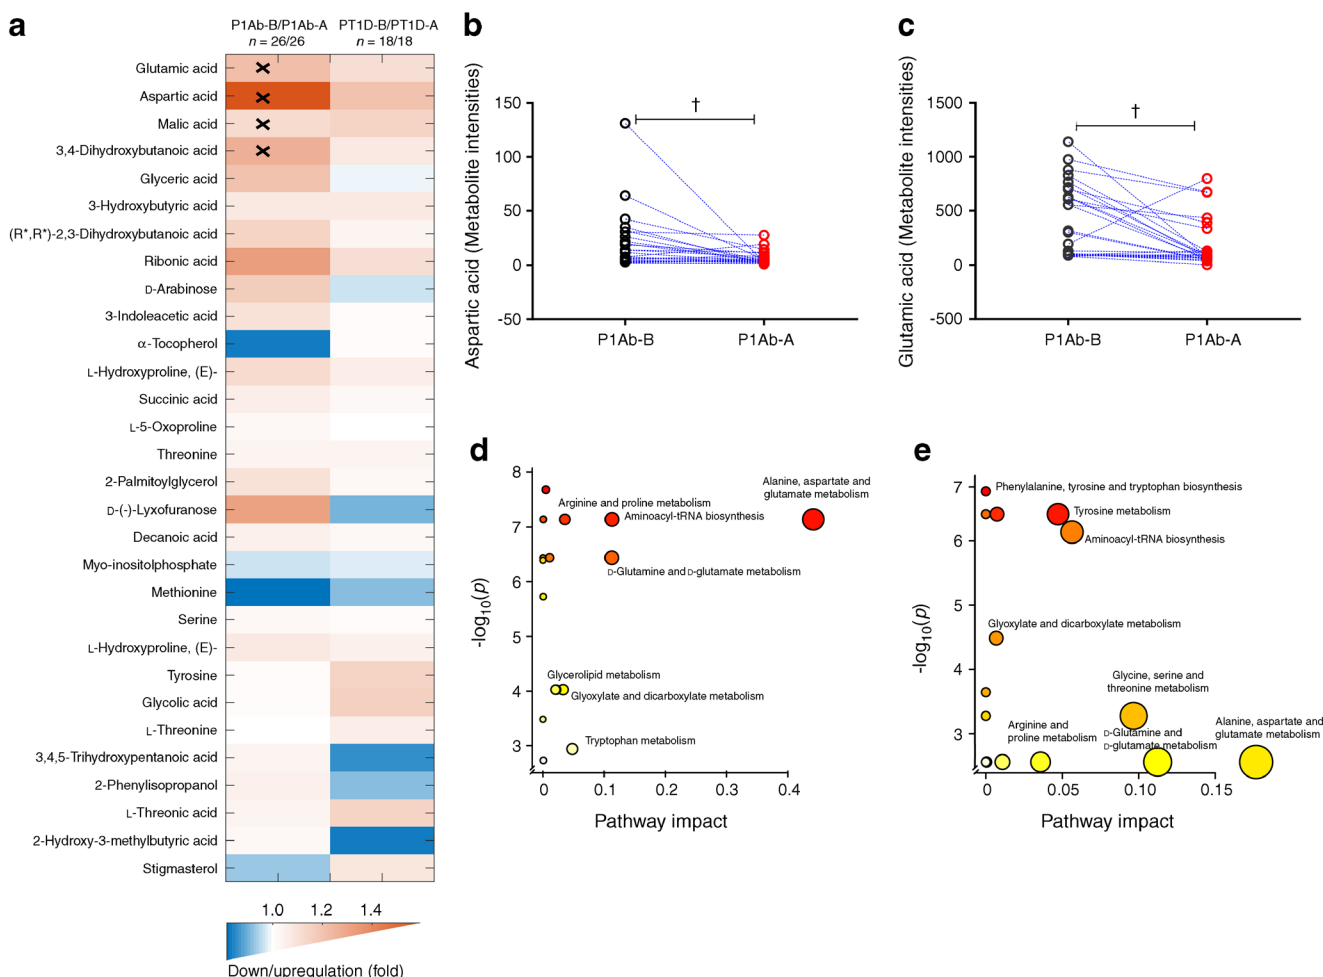 a
P1Ab-B/P1Ab-A PT1D-B/PT1D-A
n = 26/26 n = 18/18
Glutamic acid
Aspartic acid
Malic acid
3,4-Dihydroxybutanoic acid
Glyceric acid
3-Hydroxybutyric acid
(R*,R*)-2,3-Dihydroxybutanoic acid
Ribonic acid
D-Arabinose
3-Indoleacetic acid
α-Tocopherol
L-Hydroxyproline, (E)-
Succinic acid
L-5-Oxoproline
Threonine
2-Palmitoylglycerol
D-(-)-Lyxofuranose
Decanoic acid
Myo-inositolphosphate
Methionine
Serine
L-Hydroxyproline, (E)-
Tyrosine
Glycolic acid
L-Threonine
3,4,5-Trihydroxypentanoic acid
2-Phenylisopropanol
L-Threonic acid
2-Hydroxy-3-methylbutyric acid
Stigmasterol
1.0 1.2 1.4
Down/upregulation (fold)
b
Aspartic acid (Metabolite intensities)
150
100
50
0
-50
†
P1Ab-B P1Ab-A
c
Glutamic acid (Metabolite intensities)
1500
1000
500
0
-500
†
P1Ab-B P1Ab-A
d
-log10(p)
8
7
6
5
4
3
Alanine, aspartate and
glutamate metabolism
Arginine and proline metabolism
Aminoacyl-tRNA biosynthesis
D-Glutamine and D-glutamate metabolism
Glycerolipid metabolism
Glyoxylate and dicarboxylate metabolism
Tryptophan metabolism
0 0.1 0.2 0.3 0.4
Pathway impact
e
-log10(p)
7
6
5
4
3
Phenylalanine, tyrosine and tryptophan biosynthesis
Tyrosine metabolism
Aminoacyl-tRNA biosynthesis
Glyoxylate and dicarboxylate metabolism
Glycine, serine and
threonine metabolism
Arginine and
proline metabolism
D-Glutamine and
D-glutamate metabolism
Alanine, aspartate and
glutamate metabolism
0 0.05 0.10 0.15
Pathway impact